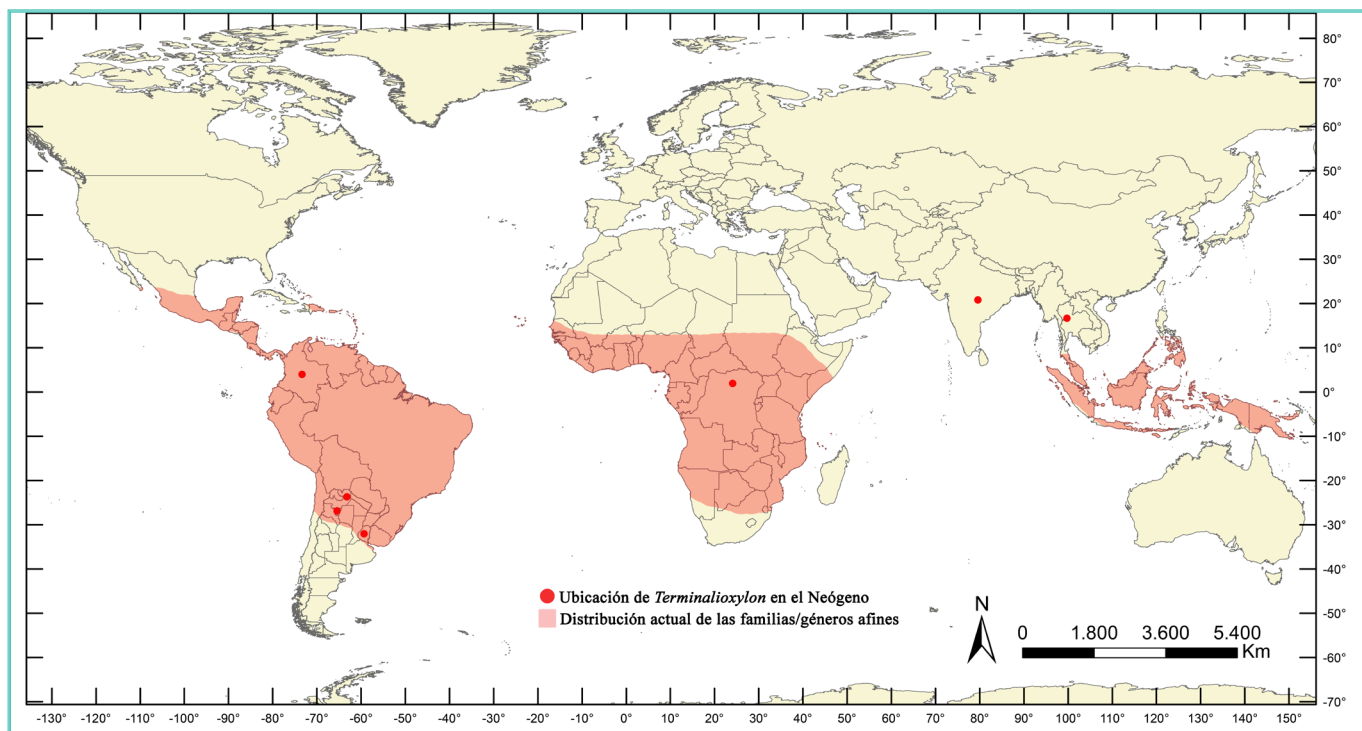 80°
70°
60°
50°
40°
30°
20°
10°
0°
-10°
-20°
-30°
-40°
-50°
-60°
-70°
Ubicación de Terminalioxylon en el Neógeno
Distribución actual de las familias/géneros afines
N
0 1.800 3.600 5.400
Km
-130° -120° -110° -100° -90° -80° -70° -60° -50° -40° -30° -20° -10° 0° 10° 20° 30° 40° 50° 60° 70° 80° 90° 100° 110° 120° 130° 140° 150°